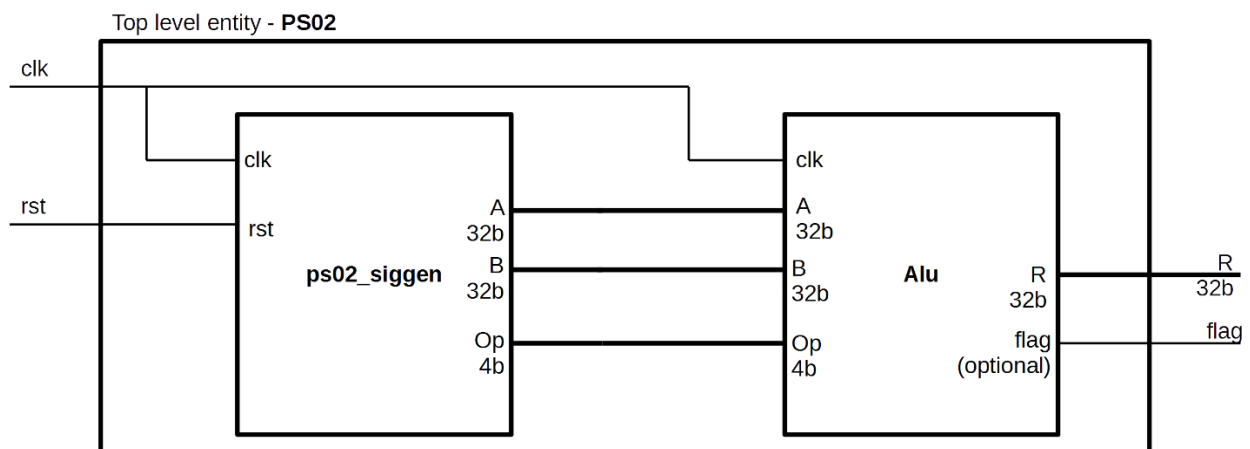 Top level entity - PS02
clk
clk
clk
rst
rst
A
32b
A
32b
B
32b
B
32b
ps02_siggen
Alu
R
32b
R
32b
Op
4b
Op
4b
flag
(optional)
flag